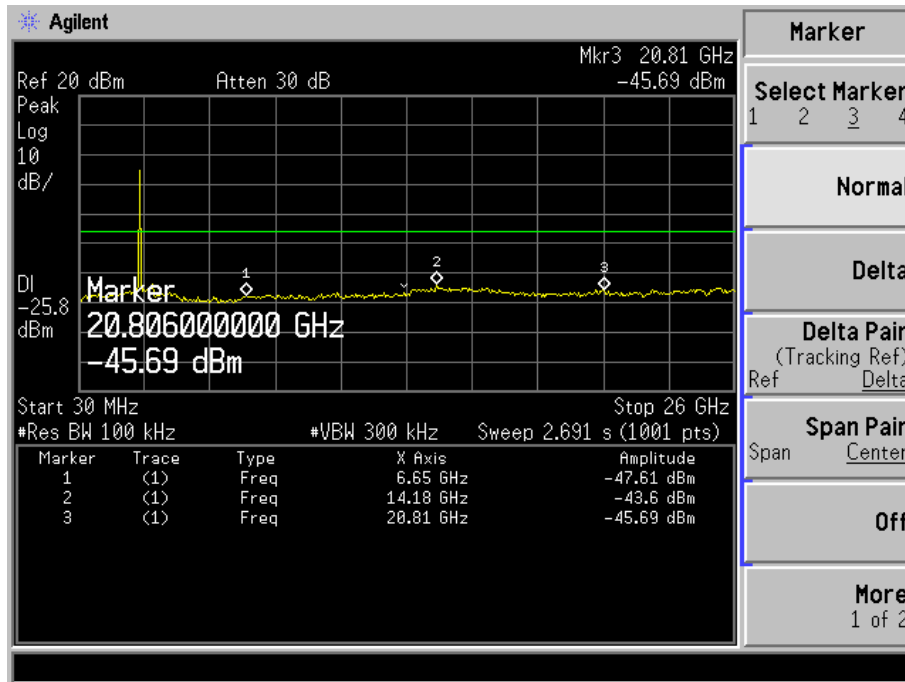 Agilent
Marker
Mkr3 20.81 GHz
Ref 20 dBm Atten 30 dB -45.69 dBm
Peak
Log
10
dB/
1
2
3
DI
-25.8
dBm
Marker
20.806000000 GHz
-45.69 dBm
Start 30 MHz Stop 26 GHz
#Res BW 100 kHz #VBW 300 kHz Sweep 2.691 s (1001 pts)
Marker Trace Type X Axis Amplitude
1 (1) Freq 6.65 GHz -47.61 dBm
2 (1) Freq 14.18 GHz -43.6 dBm
3 (1) Freq 20.81 GHz -45.69 dBm
Select Marker
1 2 3 4
Normal
Delta
Delta Pair
(Tracking Ref)
Ref Delta
Span Pair
Span Center
Off
More
1 of 2